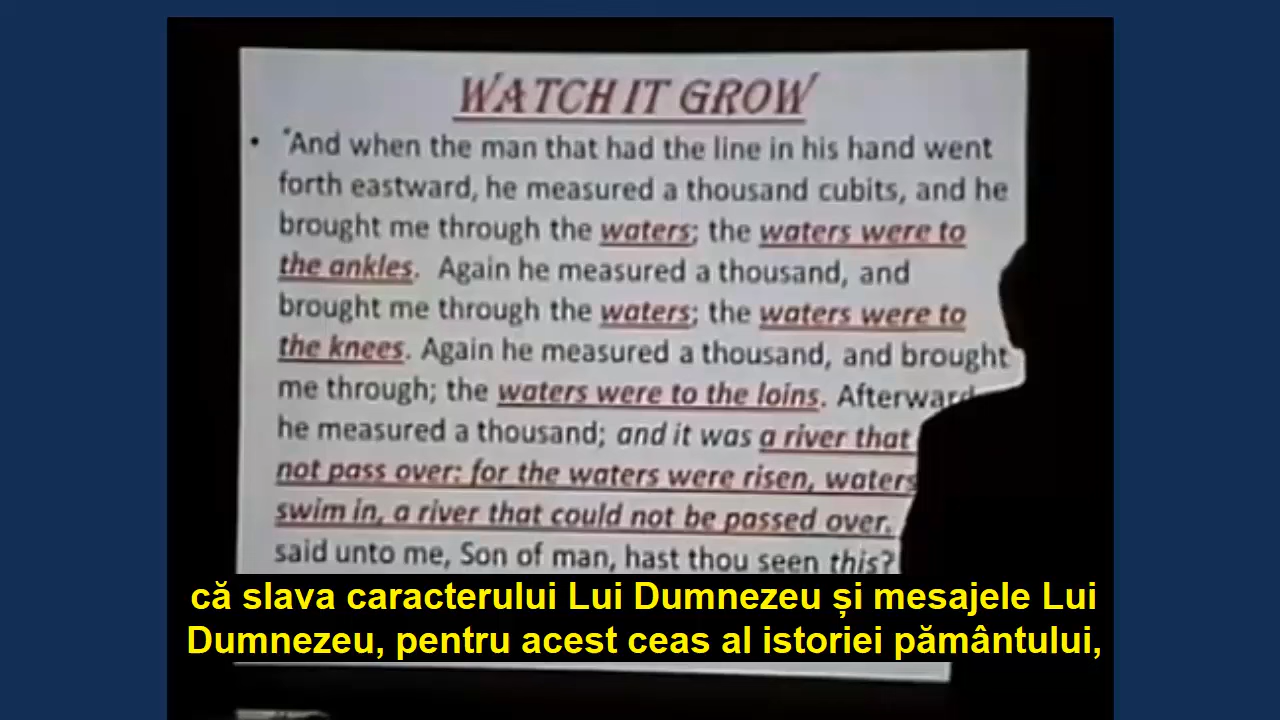 WATCH IT GROW
• "And when the man that had the line in his hand went
forth eastward, he measured a thousand cubits, and he
brought me through the waters; the waters were to
the ankles. Again he measured a thousand, and
brought me through the waters; the waters were to
the knees. Again he measured a thousand, and brought
me through; the waters were to the loins. Afterward
he measured a thousand; and it was a river that
not pass over: for the waters were risen, waters
swim in, a river that could not be passed over.
said unto me, Son of man, hast thou seen this?
că slava caracterului Lui Dumnezeu și mesajele Lui
Dumnezeu, pentru acest ceas al istoriei pământului,